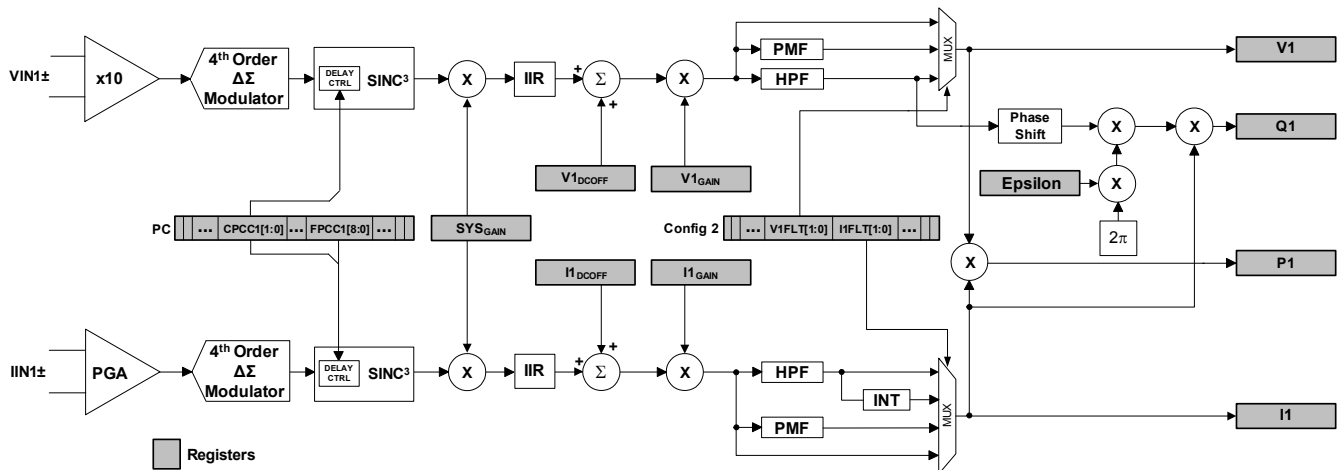 VIN1±
x10
4th Order
ΔΣ
Modulator
DELAY
CTRL
SINC3
X
IIR
+
Σ
+
X
PMF
HPF
MUX
V1
Phase
Shift
X
X
Q1
V1DCOFF
V1GAIN
Epsilon
X
2π
PC
... CPCC1[1:0] ... FPCC1[8:0] ...
SYSGAIN
Config 2
... V1FLT[1:0] I1FLT[1:0] ...
I1DCOFF
I1GAIN
X
P1
IIN1±
PGA
4th Order
ΔΣ
Modulator
DELAY
CTRL
SINC3
X
IIR
+
+
Σ
X
HPF
INT
PMF
MUX
I1
Registers